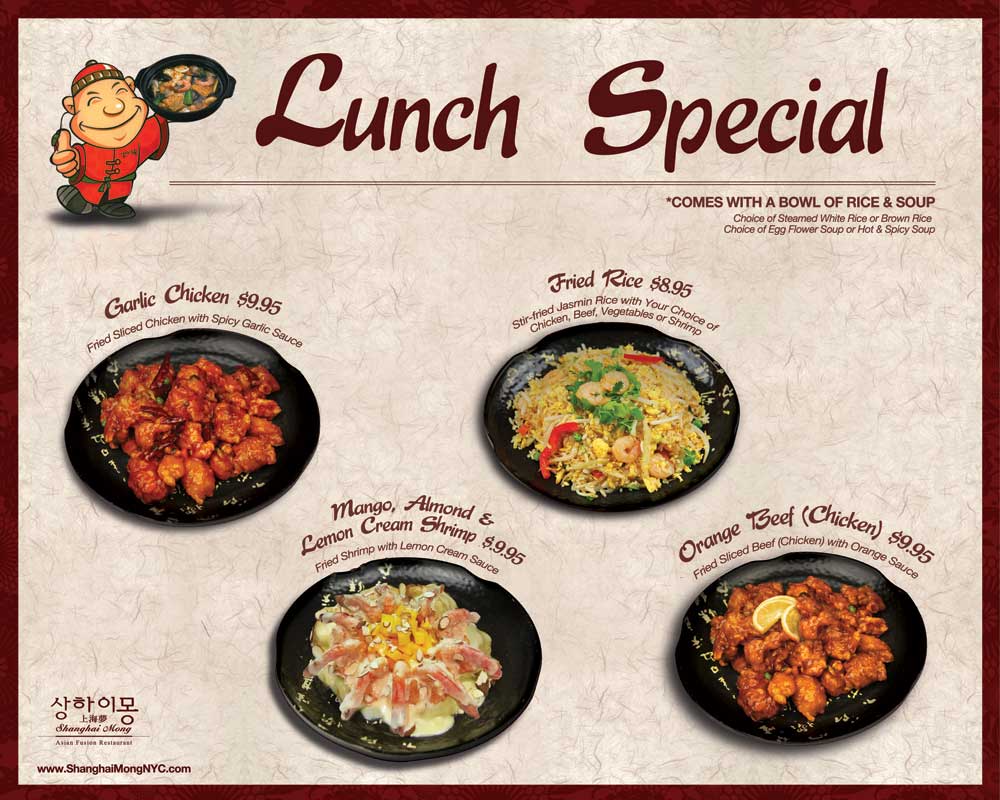 Lunch Special
*COMES WITH A BOWL OF RICE & SOUP
Choice of Steamed White Rice or Brown Rice
Choice of Egg Flower Soup or Hot & Spicy Soup
Garlic Chicken $9.95
Fried Sliced Chicken with Spicy Garlic Sauce
Fried Rice $8.95
Stir-fried Jasmin Rice with Your Choice of
Chicken, Beef, Vegetables or Shrimp
Mango, Almond &
Lemon Cream Shrimp $9.95
Fried Shrimp with Lemon Cream Sauce
Orange Beef (Chicken) $9.95
Fried Sliced Beef (Chicken) with Orange Sauce
상하이몽
上海夢
Shanghai Mong
Asian Fusion Restaurant
www.ShanghaiMongNYC.com